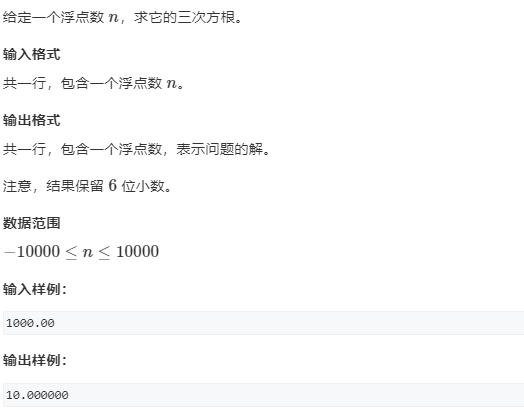 给定一个浮点数 n，求它的三次方根。
输入格式
共一行，包含一个浮点数 n。
输出格式
共一行，包含一个浮点数，表示问题的解。
注意，结果保留 6 位小数。
数据范围
−10000 ≤ n ≤ 10000
输入样例：
1000.00
输出样例：
10.000000